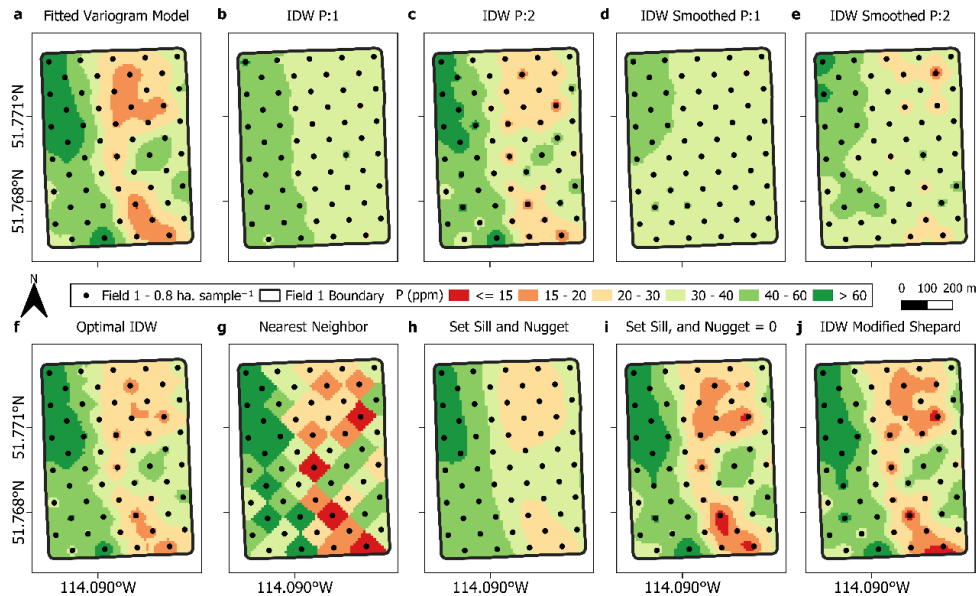 a Fitted Variogram Model b IDW P:1 c IDW P:2 d IDW Smoothed P:1 e IDW Smoothed P:2
51.771°N
51.768°N
N
Field 1 - 0.8 ha. sample⁻¹ Field 1 Boundary P (ppm) <= 15 15 - 20 20 - 30 30 - 40 40 - 60 > 60 0 100 200 m
f Optimal IDW g Nearest Neighbor h Set Sill and Nugget i Set Sill, and Nugget = 0 j IDW Modified Shepard
51.771°N
51.768°N
114.090°W 114.090°W 114.090°W 114.090°W 114.090°W